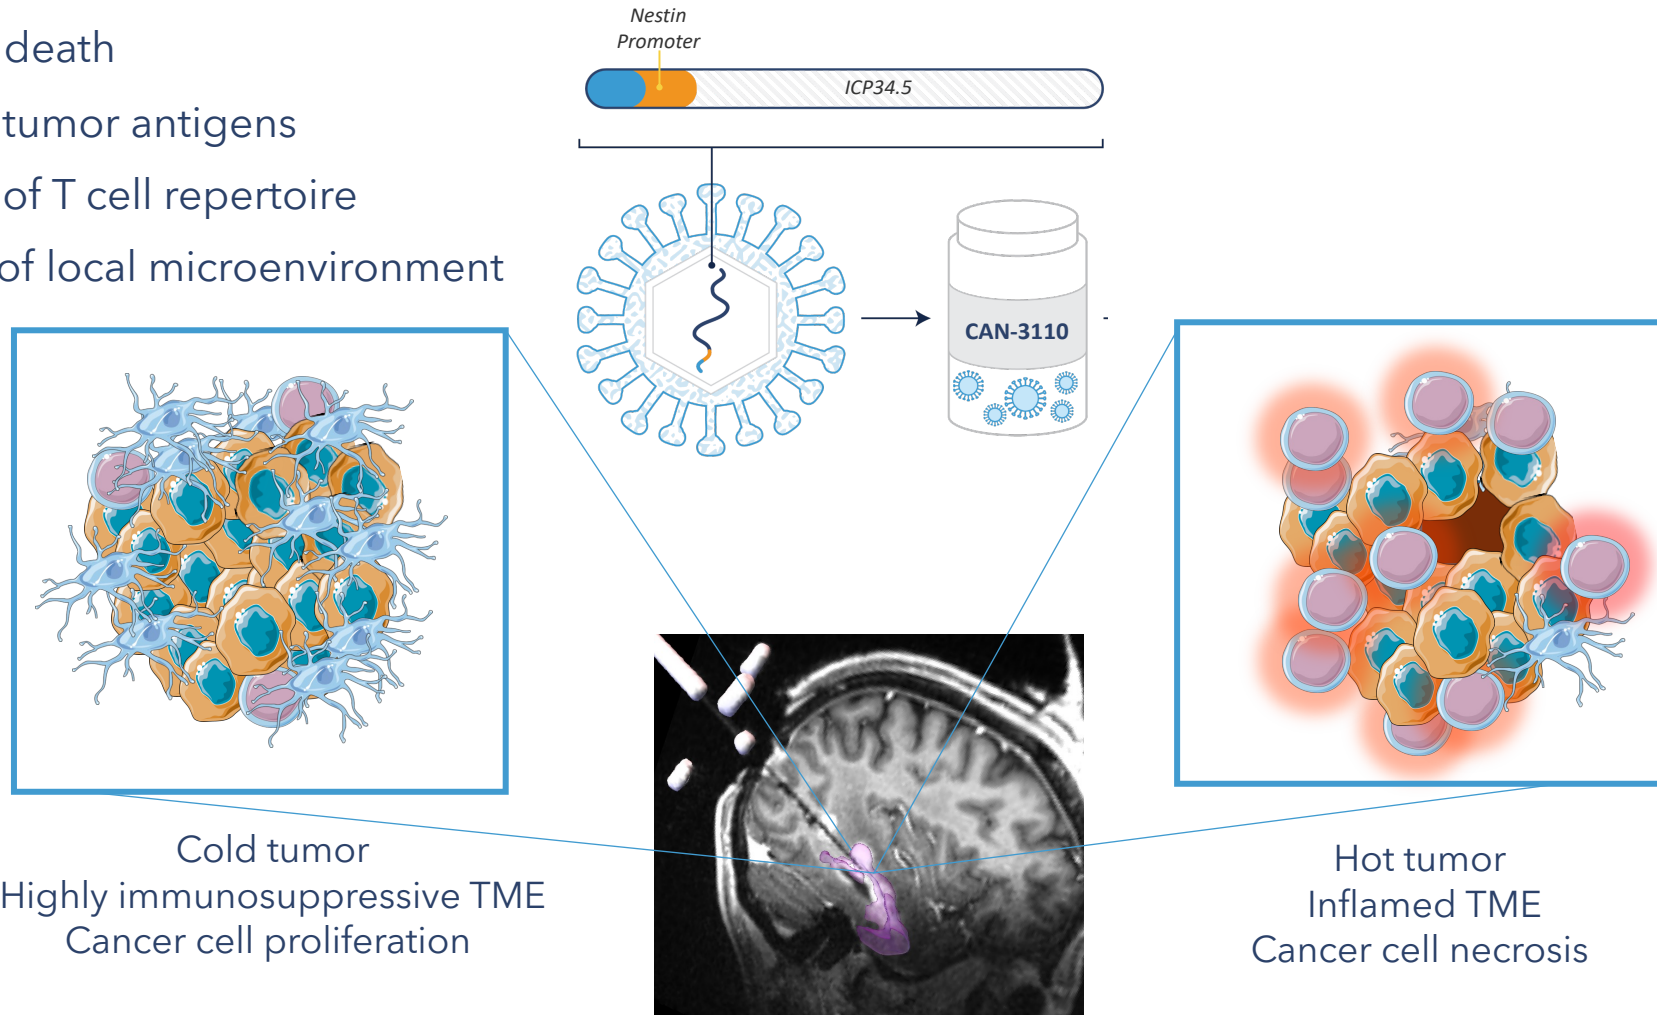 death
tumor antigens
of T cell repertoire
of local microenvironment
Nestin
Promoter
ICP34.5
CAN-3110
-
Cold tumor
Highly immunosuppressive TME
Cancer cell proliferation
Hot tumor
Inflamed TME
Cancer cell necrosis